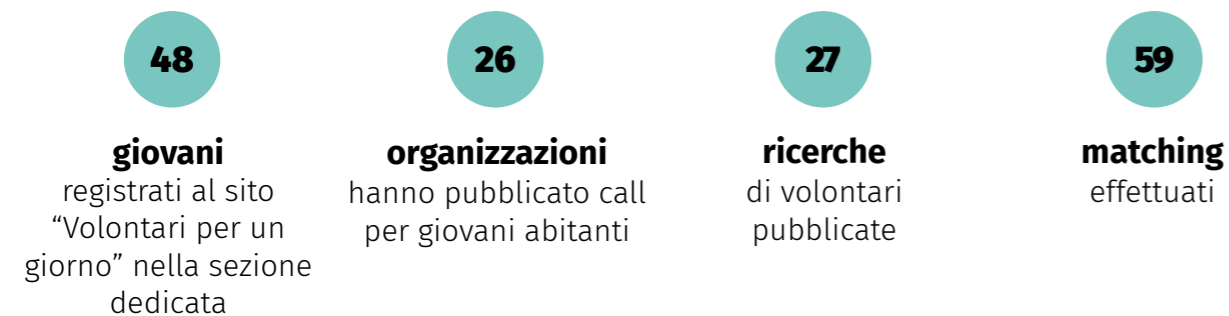 48
giovani
registrati al sito
“Volontari per un
giorno” nella sezione
dedicata
26
organizzazioni
hanno pubblicato call
per giovani abitanti
27
ricerche
di volontari
pubblicate
59
matching
effettuati